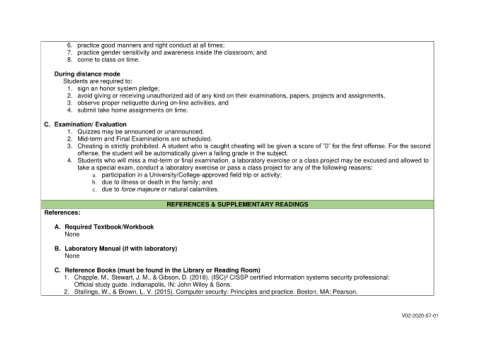 6. practice good manners and right conduct at all times;
7. practice gender sensitivity and awareness inside the classroom; and
8. come to class on time.
During distance mode
Students are required to:
1. sign an honor system pledge;
2. avoid giving or receiving unauthorized aid of any kind on their examinations, papers, projects and assignments,
3. observe proper netiquette during on-line activities, and
4. submit take home assignments on time.
C. Examination/ Evaluation
1. Quizzes may be announced or unannounced.
2. Mid-term and Final Examinations are scheduled.
3. Cheating is strictly prohibited. A student who is caught cheating will be given a score of "0" for the first offense. For the second
offense, the student will be automatically given a failing grade in the subject.
4. Students who will miss a mid-term or final examination, a laboratory exercise or a class project may be excused and allowed to
take a special exam, conduct a laboratory exercise or pass a class project for any of the following reasons:
a. participation in a University/College-approved field trip or activity;
b. due to illness or death in the family; and
c. due to force majeure or natural calamities.
REFERENCES & SUPPLEMENTARY READINGS
References:
A. Required Textbook/Workbook
None
B. Laboratory Manual (if with laboratory)
None
C. Reference Books (must be found in the Library or Reading Room)
1. Chapple, M., Stewart, J. M., & Gibson, D. (2018). (ISC)² CISSP certified information systems security professional:
Official study guide. Indianapolis, IN: John Wiley & Sons.
2. Stallings, W., & Brown, L. V. (2015). Computer security: Principles and practice. Boston, MA: Pearson.
V02-2020-07-01